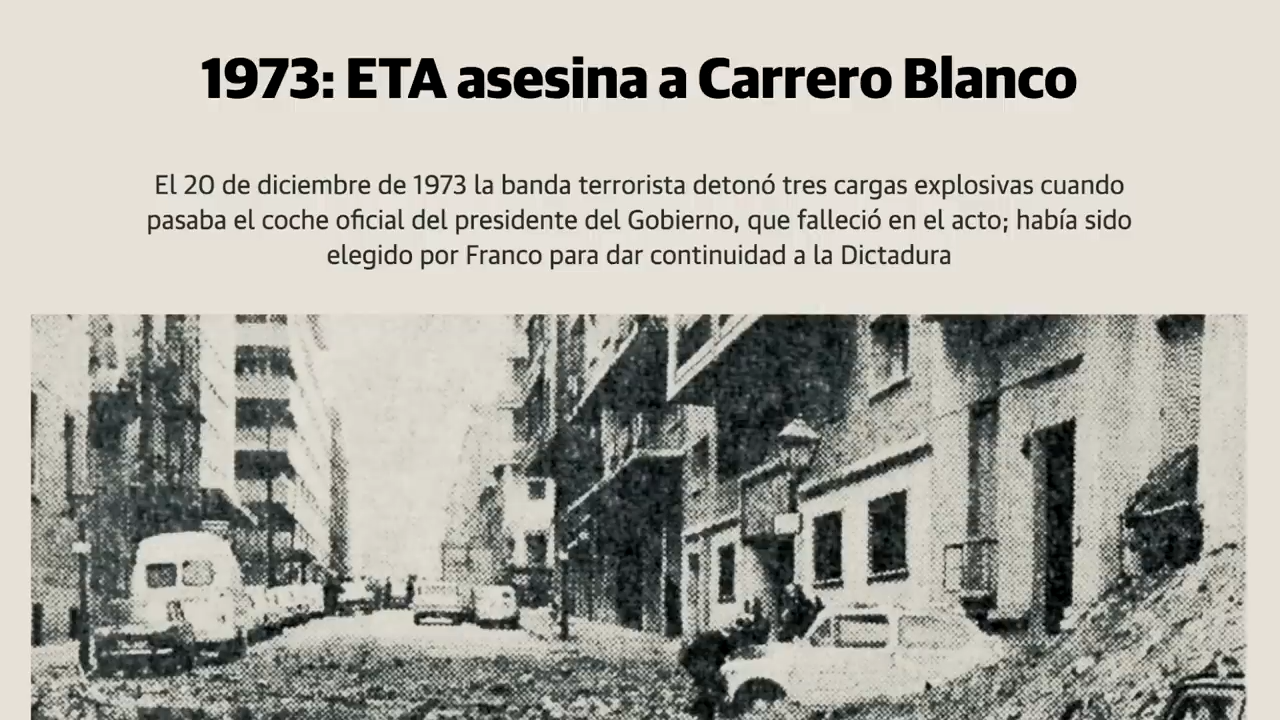 1973: ETA asesina a Carrero Blanco
El 20 de diciembre de 1973 la banda terrorista detonó tres cargas explosivas cuando
pasaba el coche oficial del presidente del Gobierno, que falleció en el acto; había sido
elegido por Franco para dar continuidad a la Dictadura